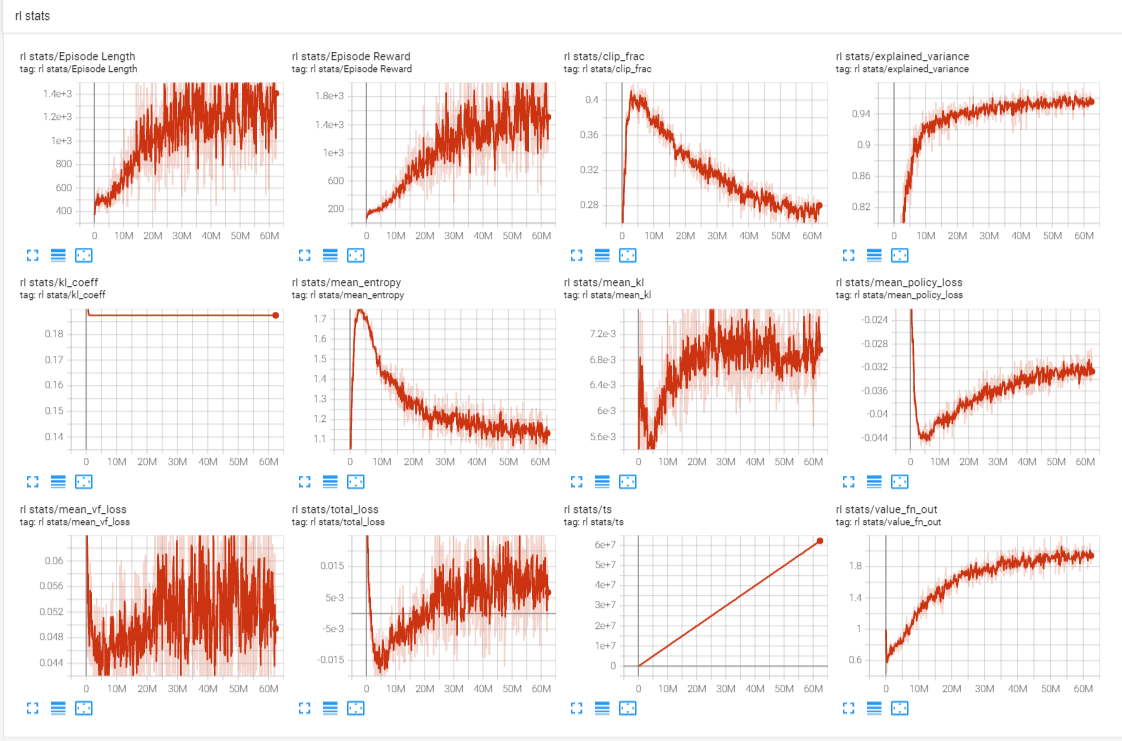 rl stats
rl stats/Episode Length
tag: rl stats/Episode Length
1.4e+3
1.2e+3
1e+3
800
600
400
0 10M 20M 30M 40M 50M 60M
rl stats/Episode Reward
tag: rl stats/Episode Reward
1.8e+3
1.4e+3
1e+3
600
200
0 10M 20M 30M 40M 50M 60M
rl stats/clip_frac
tag: rl stats/clip_frac
0.4
0.36
0.32
0.28
0 10M 20M 30M 40M 50M 60M
rl stats/explained_variance
tag: rl stats/explained_variance
0.94
0.9
0.86
0.82
0 10M 20M 30M 40M 50M 60M
rl stats/kl_coeff
tag: rl stats/kl_coeff
0.18
0.17
0.16
0.15
0.14
0 10M 20M 30M 40M 50M 60M
rl stats/mean_entropy
tag: rl stats/mean_entropy
1.7
1.6
1.5
1.4
1.3
1.2
1.1
0 10M 20M 30M 40M 50M 60M
rl stats/mean_kl
tag: rl stats/mean_kl
7.2e-3
6.8e-3
6.4e-3
6e-3
5.6e-3
0 10M 20M 30M 40M 50M 60M
rl stats/mean_policy_loss
tag: rl stats/mean_policy_loss
-0.024
-0.028
-0.032
-0.036
-0.04
-0.044
0 10M 20M 30M 40M 50M 60M
rl stats/mean_vf_loss
tag: rl stats/mean_vf_loss
0.06
0.056
0.052
0.048
0.044
0 10M 20M 30M 40M 50M 60M
rl stats/total_loss
tag: rl stats/total_loss
0.015
5e-3
-5e-3
-0.015
0 10M 20M 30M 40M 50M 60M
rl stats/ts
tag: rl stats/ts
6e+7
5e+7
4e+7
3e+7
2e+7
1e+7
0
0 10M 20M 30M 40M 50M 60M
rl stats/value_fn_out
tag: rl stats/value_fn_out
1.8
1.4
1
0.6
0 10M 20M 30M 40M 50M 60M